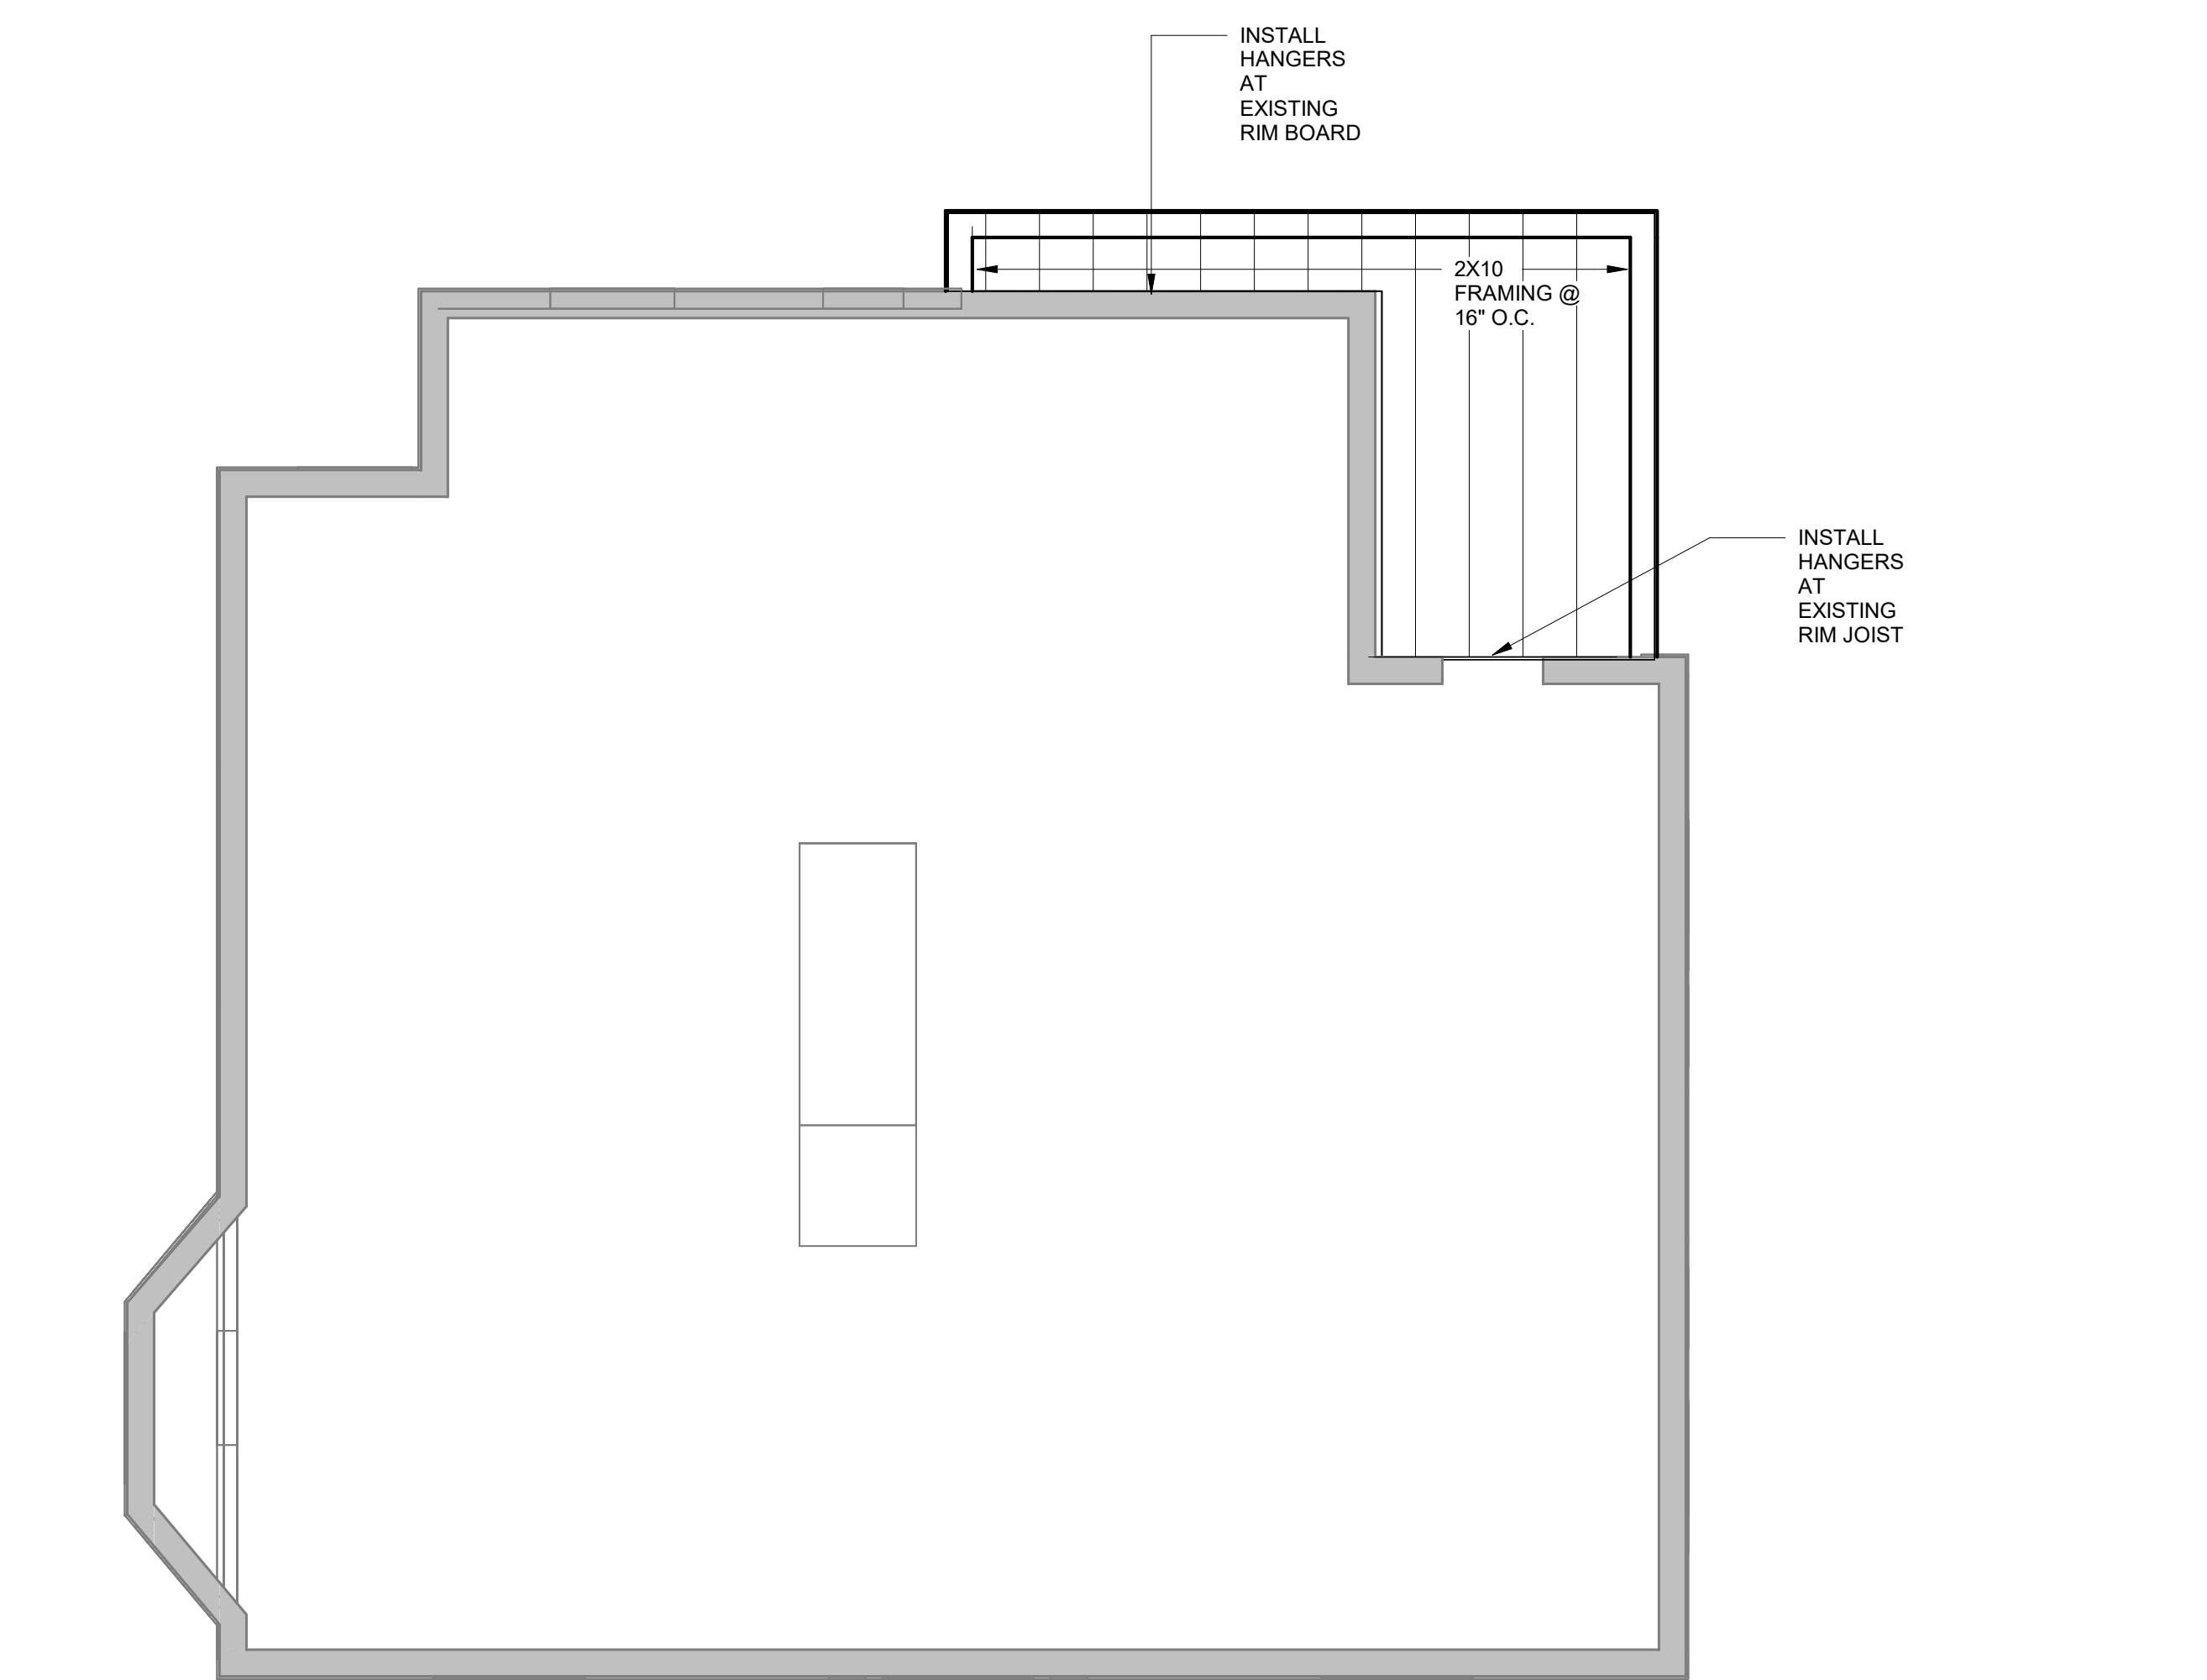 INSTALL
HANGERS
AT
EXISTING
RIM BOARD
2X10
FRAMING @
16" O.C.
INSTALL
HANGERS
AT
EXISTING
RIM JOIST